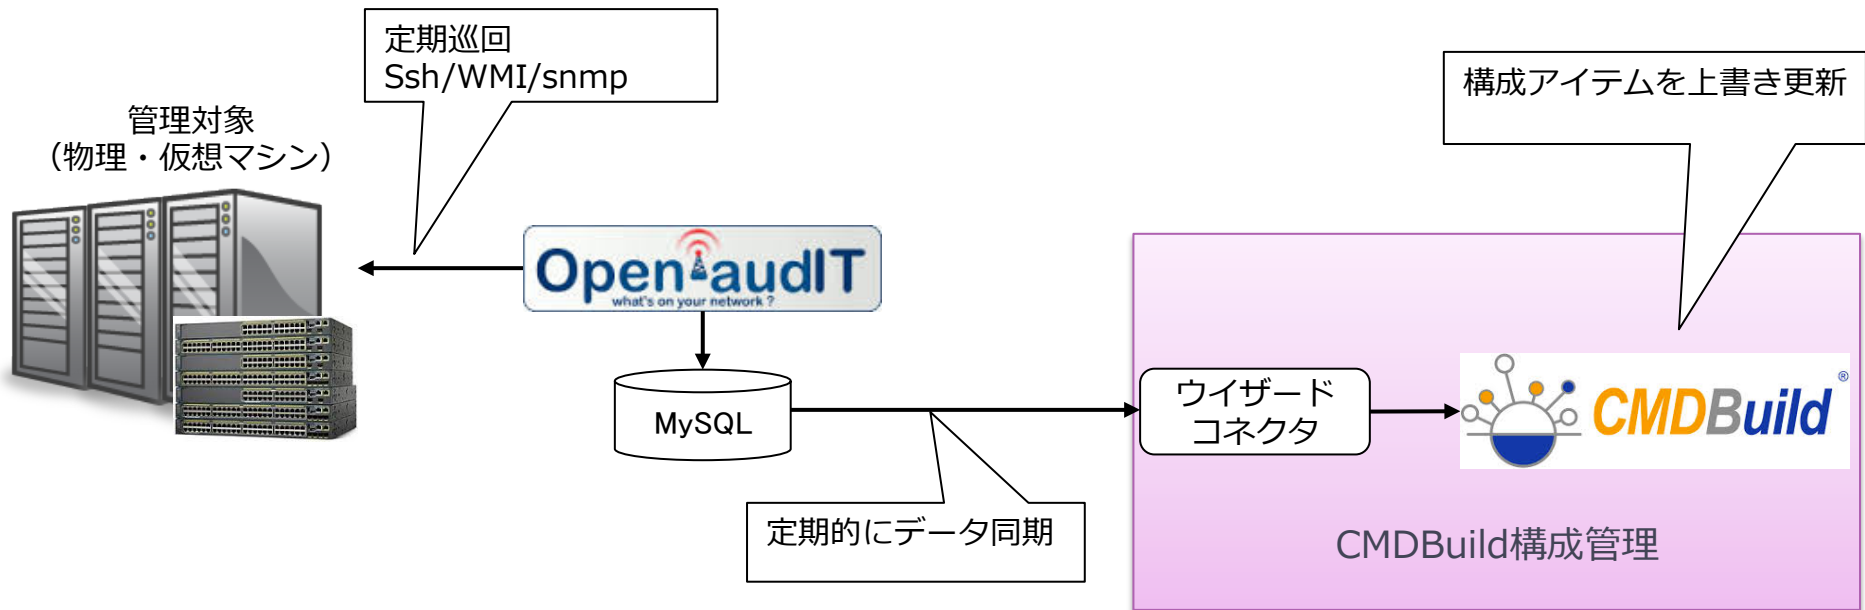 定期巡回
Ssh/WMI/snmp
構成アイテムを上書き更新
管理対象
（物理・仮想マシン）
Open-audIT
what's on your network ?
MySQL
ウイザード
コネクタ
CMDBuild®
定期的にデータ同期
CMDBuild構成管理